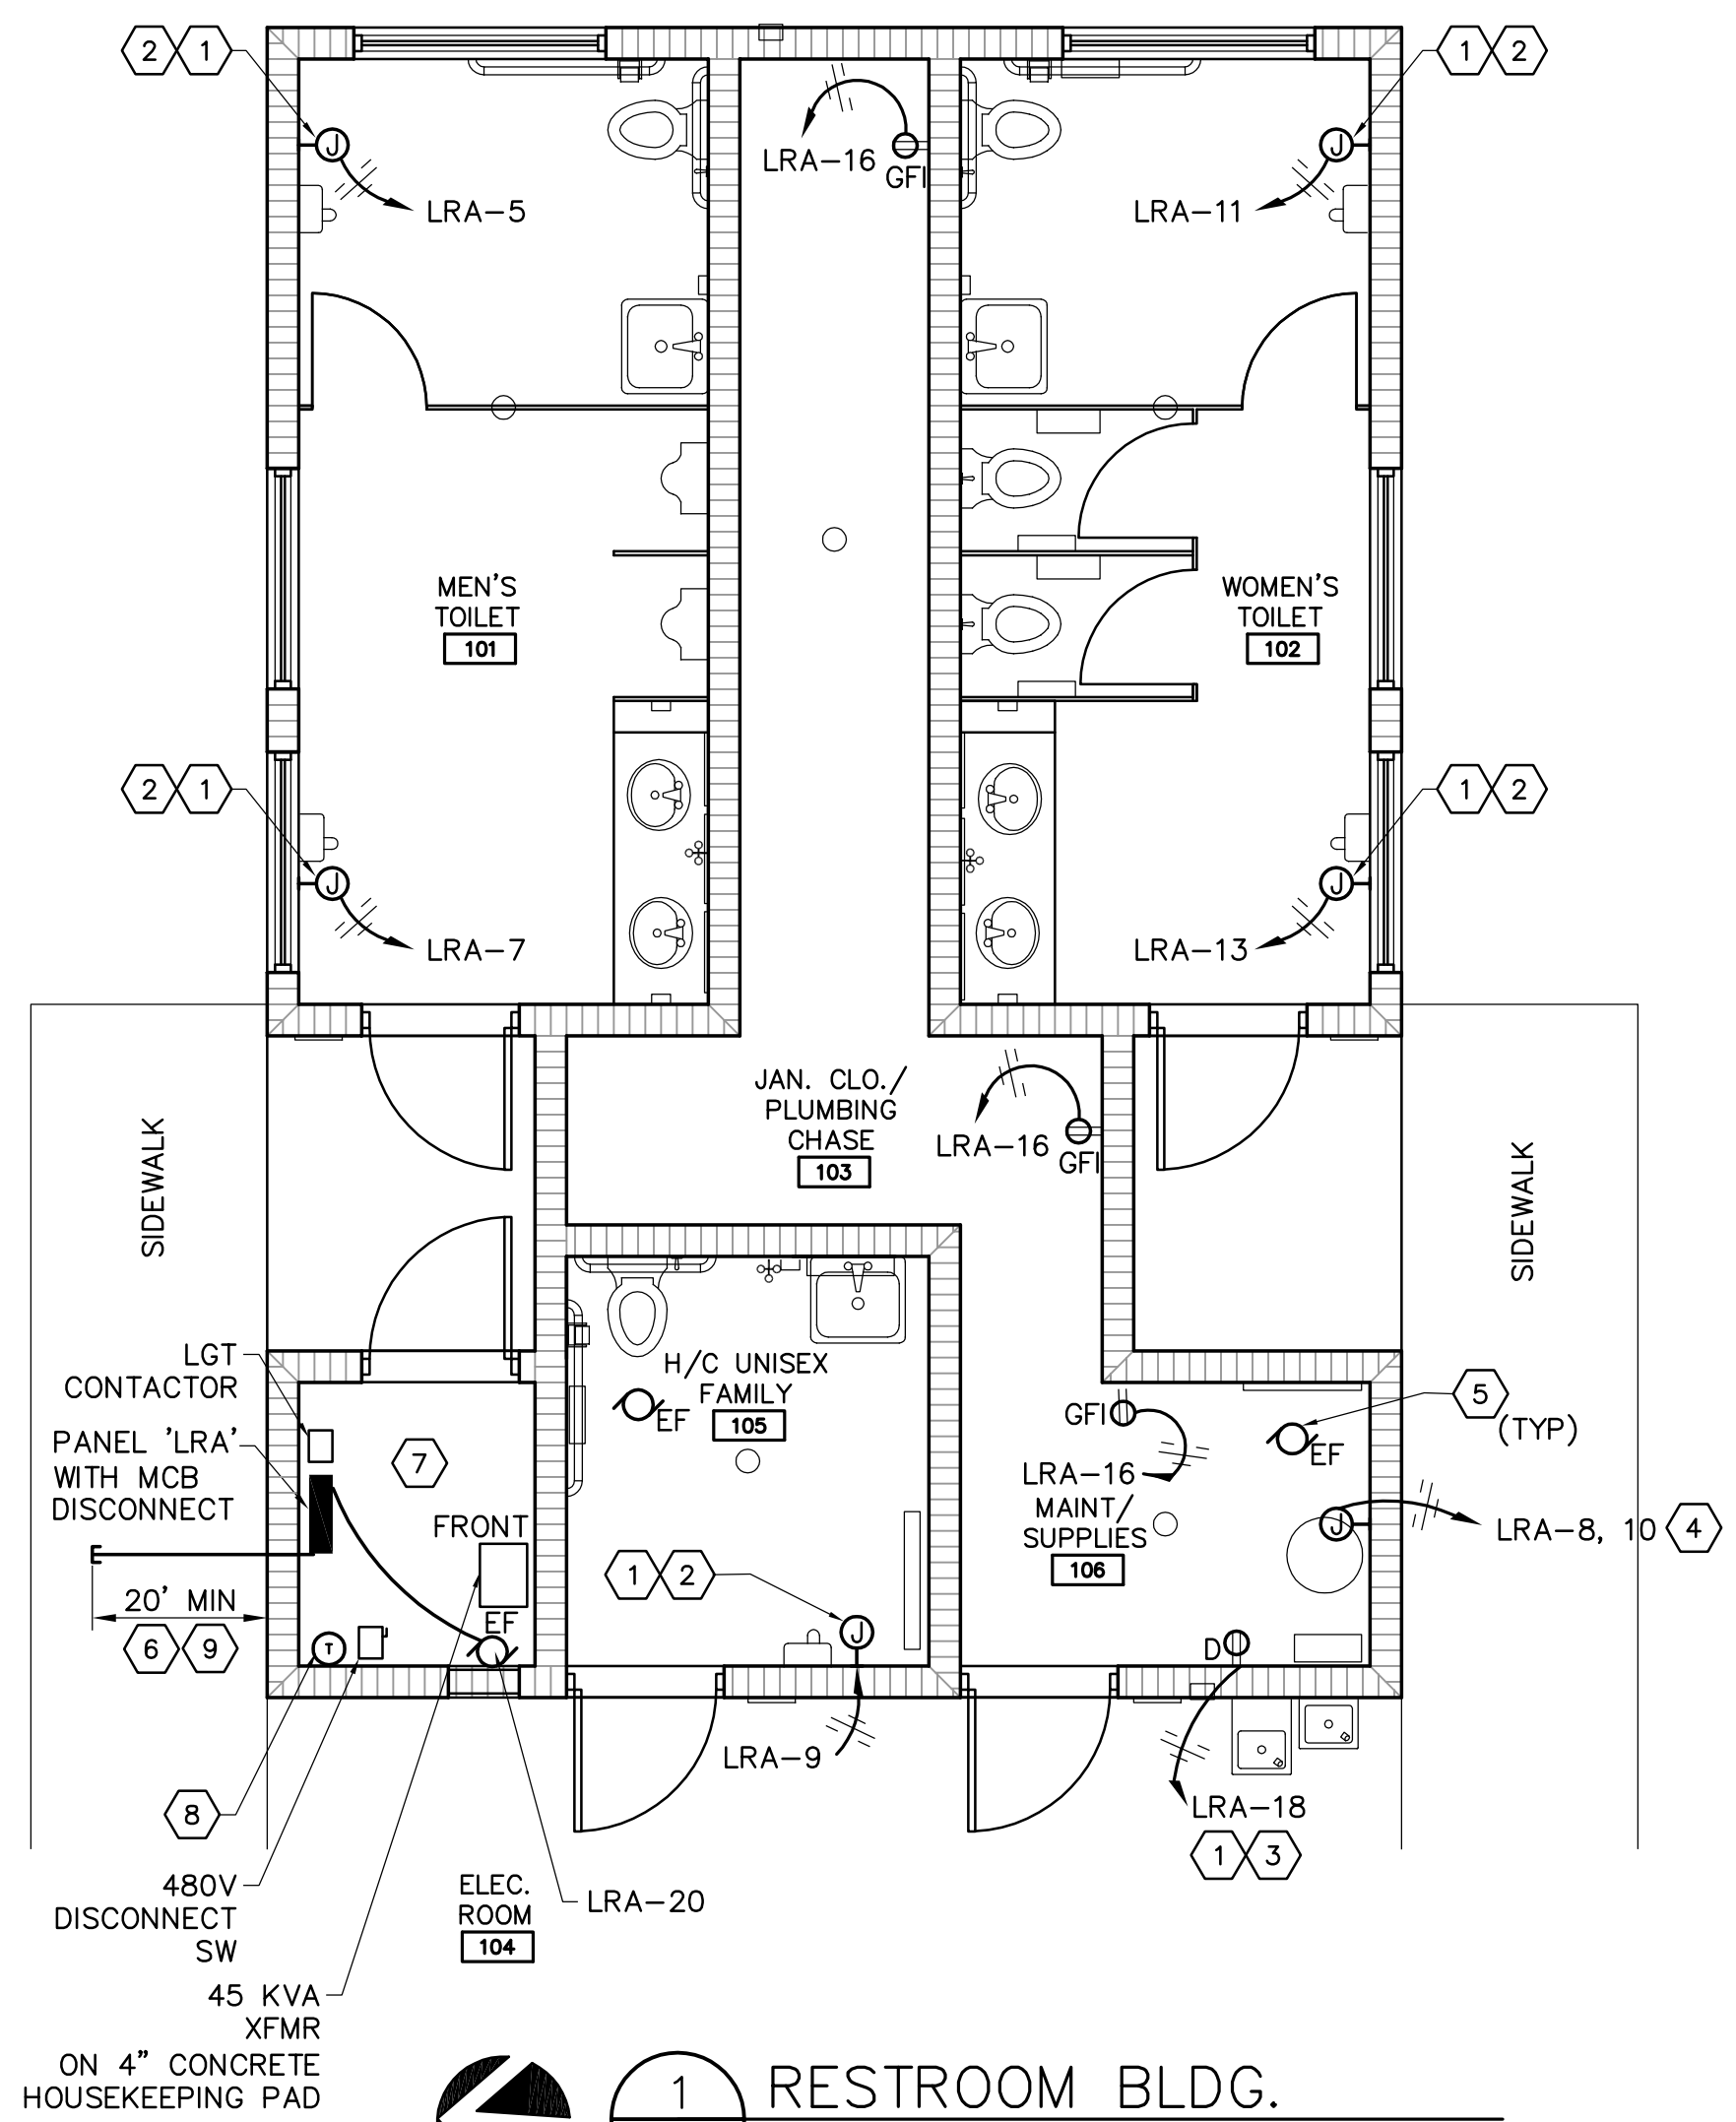 2 1
1 2
J
J
LRA-16
GFI
LRA-5
LRA-11
MEN'S
TOILET
101
WOMEN'S
TOILET
102
2 1
1 2
J
J
LRA-7
LRA-13
JAN. CLO./
PLUMBING
CHASE
103
LRA-16
GFI
SIDEWALK
SIDEWALK
LGT
CONTACTOR
PANEL 'LRA'
WITH MCB
DISCONNECT
7
FRONT
EF
20' MIN
6 9
T
H/C UNISEX
FAMILY
105
EF
1 2
J
GFI
LRA-16
MAINT/
SUPPLIES
106
EF
5
(TYP)
J
LRA-8, 10 4
D
LRA-9
LRA-18
1 3
8
480V
DISCONNECT
SW
ELEC.
ROOM
104
LRA-20
45 KVA
XFMR
ON 4" CONCRETE
HOUSEKEEPING PAD
1
RESTROOM BLDG.